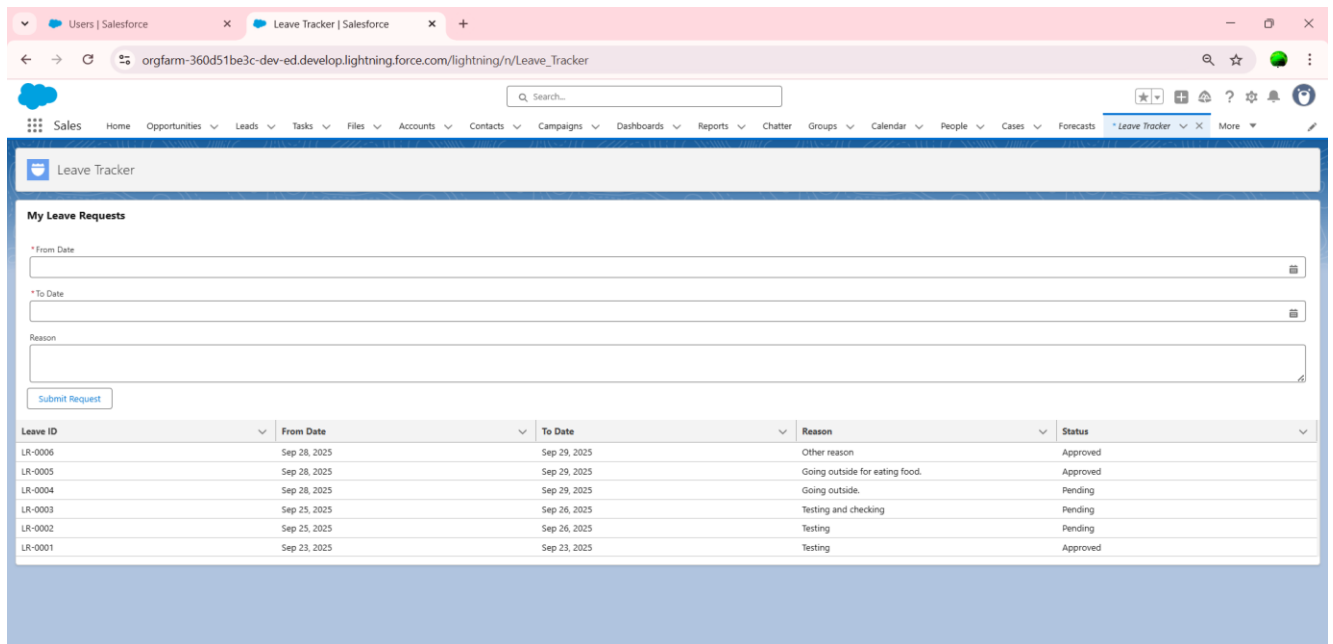 Users | Salesforce Leave Tracker | Salesforce
orgfarm-360d51be3c-dev-ed.develop.lightning.force.com/lightning/n/Leave_Tracker
Search...
Sales Home Opportunities Leads Tasks Files Accounts Contacts Campaigns Dashboards Reports Chatter Groups Calendar People Cases Forecasts * Leave Tracker More
Leave Tracker
My Leave Requests
*From Date
*To Date
Reason
Submit Request
Leave ID From Date To Date Reason Status
LR-0006 Sep 28, 2025 Sep 29, 2025 Other reason Approved
LR-0005 Sep 28, 2025 Sep 29, 2025 Going outside for eating food. Approved
LR-0004 Sep 28, 2025 Sep 29, 2025 Going outside. Pending
LR-0003 Sep 25, 2025 Sep 26, 2025 Testing and checking Pending
LR-0002 Sep 25, 2025 Sep 26, 2025 Testing Pending
LR-0001 Sep 23, 2025 Sep 23, 2025 Testing Approved